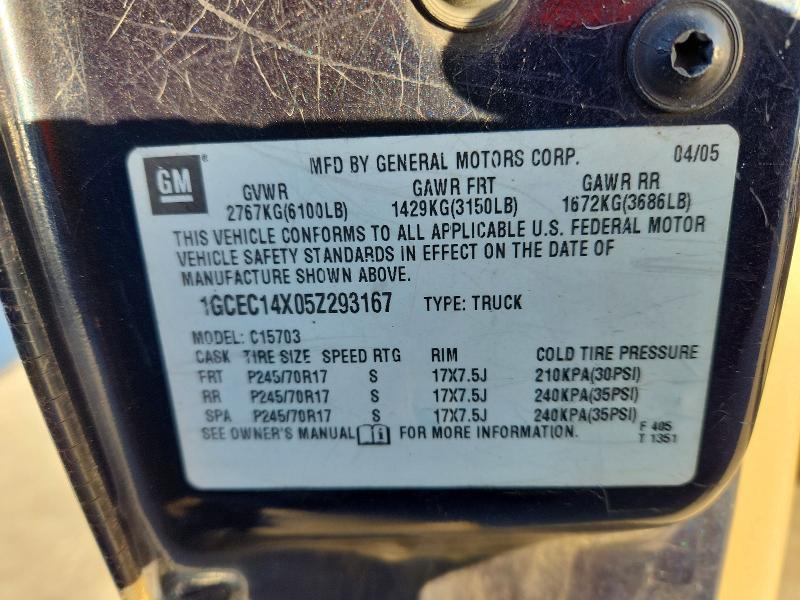 GM ® MFD BY GENERAL MOTORS CORP. 04/05
GVWR GAWR FRT GAWR RR
2767KG(6100LB) 1429KG(3150LB) 1672KG(3686LB)
THIS VEHICLE CONFORMS TO ALL APPLICABLE U.S. FEDERAL MOTOR
VEHICLE SAFETY STANDARDS IN EFFECT ON THE DATE OF
MANUFACTURE SHOWN ABOVE.
1GCEC14X05Z293167 TYPE: TRUCK
MODEL: C15703
CASK TIRE SIZE SPEED RTG RIM COLD TIRE PRESSURE
FRT P245/70R17 S 17X7.5J 210KPA(30PSI)
RR P245/70R17 S 17X7.5J 240KPA(35PSI)
SPA P245/70R17 S 17X7.5J 240KPA(35PSI)
SEE OWNER'S MANUAL i FOR MORE INFORMATION. F 405
T 1351